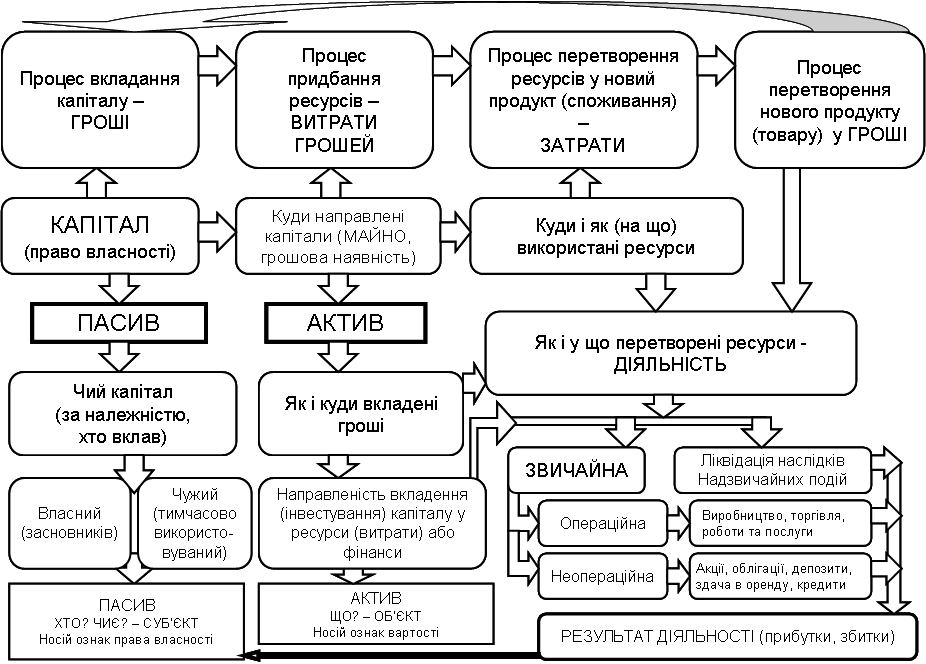 Процес вкладання
капіталу –
ГРОШІ
Процес
придбання
ресурсів –
ВИТРАТИ
ГРОШЕЙ
Процес перетворення
ресурсів у новий
продукт (споживання)
–
ЗАТРАТИ
Процес
перетворення
нового продукту
(товару) у ГРОШІ
КАПІТАЛ
(право власності)
Куди направлені
капітали (МАЙНО,
грошова наявність)
Куди і як (на що)
використані ресурси
ПАСИВ
АКТИВ
Як і у що перетворені ресурси -
ДІЯЛЬНІСТЬ
Чий капітал
(за належністю,
хто вклав)
Як і куди вкладені
гроші
ЗВИЧАЙНА
Ліквідація наслідків
Надзвичайних подій
Власний
(засновників)
Чужий
(тимчасово
використо-
вуваний)
Направленість вкладення
(інвестування) капіталу у
ресурси (витрати) або
фінанси
Операційна
Виробництво, торгівля,
роботи та послуги
Неопераційна
Акції, облігації, депозити,
здача в оренду, кредити
ПАСИВ
ХТО? ЧИЄ? – СУБ'ЄКТ
Носій ознак права власності
АКТИВ
ЩО? – ОБ'ЄКТ
Носій ознак вартості
РЕЗУЛЬТАТ ДІЯЛЬНОСТІ (прибутки, збитки)